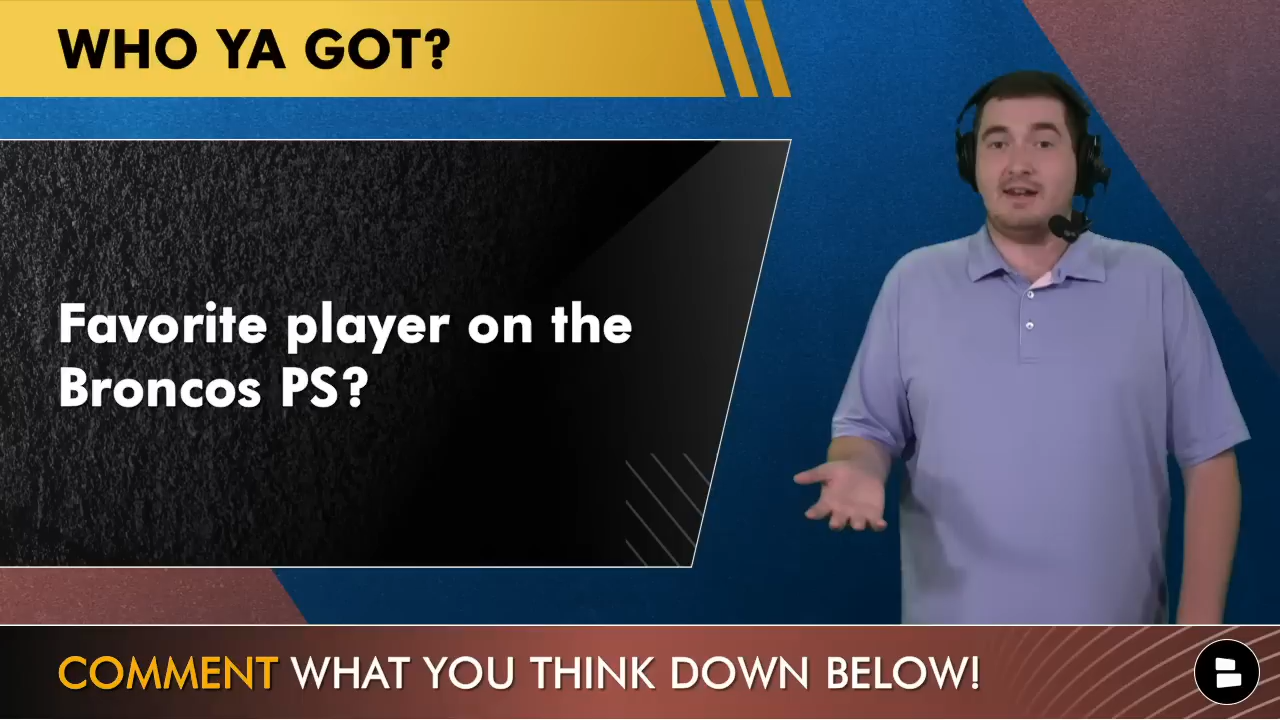 WHO YA GOT?
Favorite player on the
Broncos PS?
COMMENT WHAT YOU THINK DOWN BELOW!